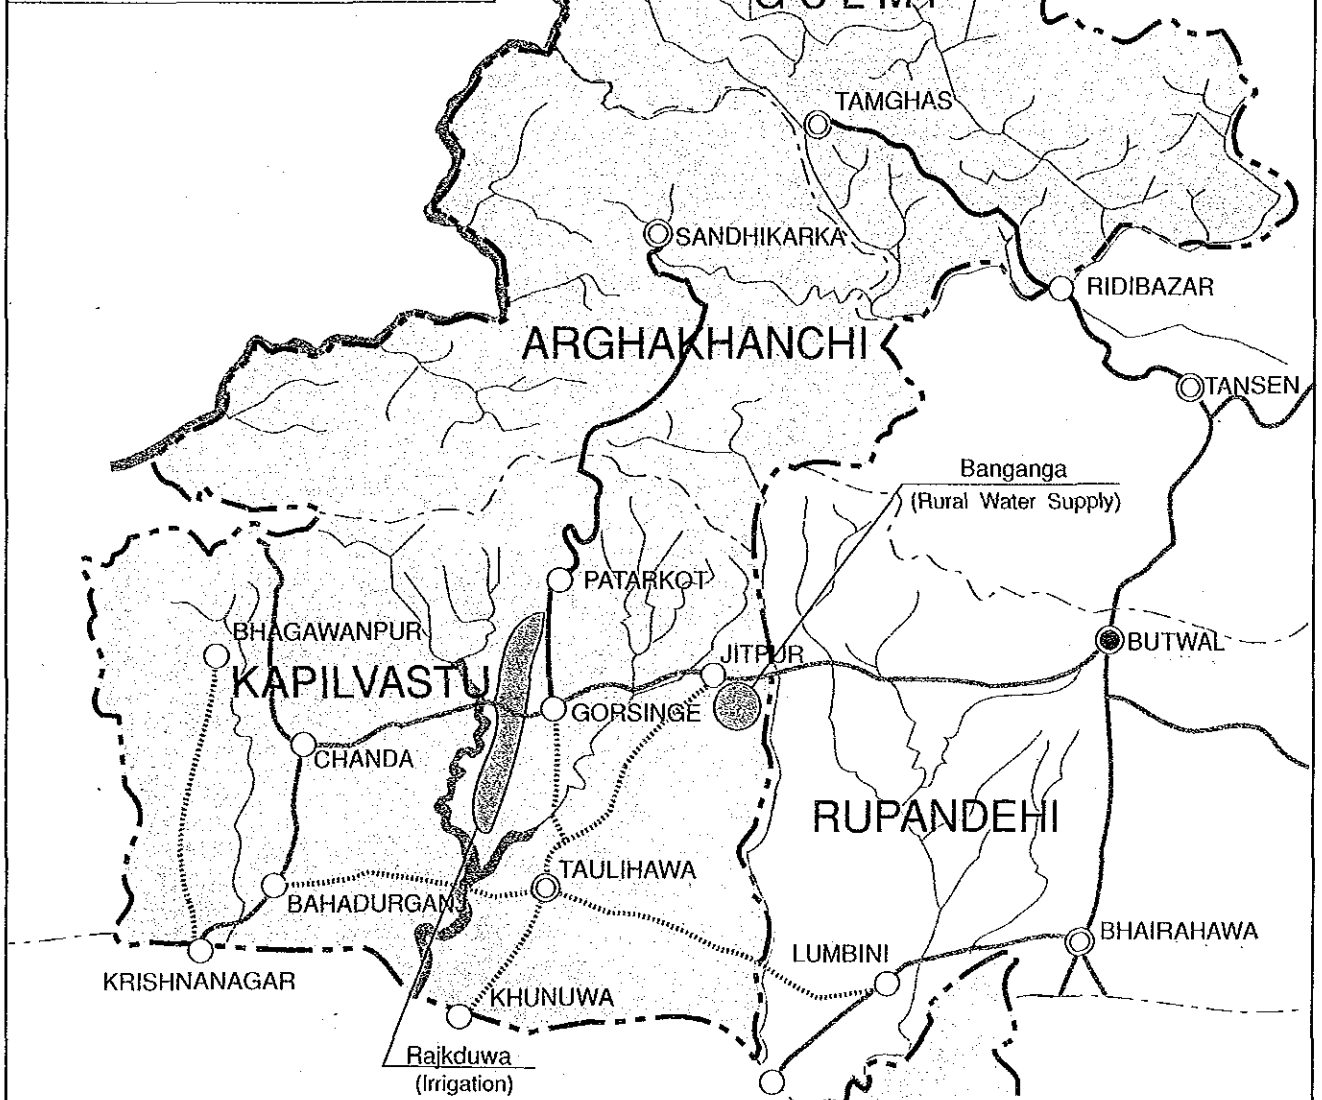 GULMI
TAMGHAS
SANDHIKARKA
RIDIBAZAR
ARGHAKHANCHI
TANSEN
Banganga
(Rural Water Supply)
PATARKOT
BHAGAWANPUR
BUTWAL
JITPUR
KAPILVASTU
GORSINGE
CHANDA
RUPANDEHI
TAULIHAWA
BAHADURGANJ
BHAIRAHAWA
LUMBINI
KRISHNANAGAR
KHUNUWA
Rajkduwa
(Irrigation)